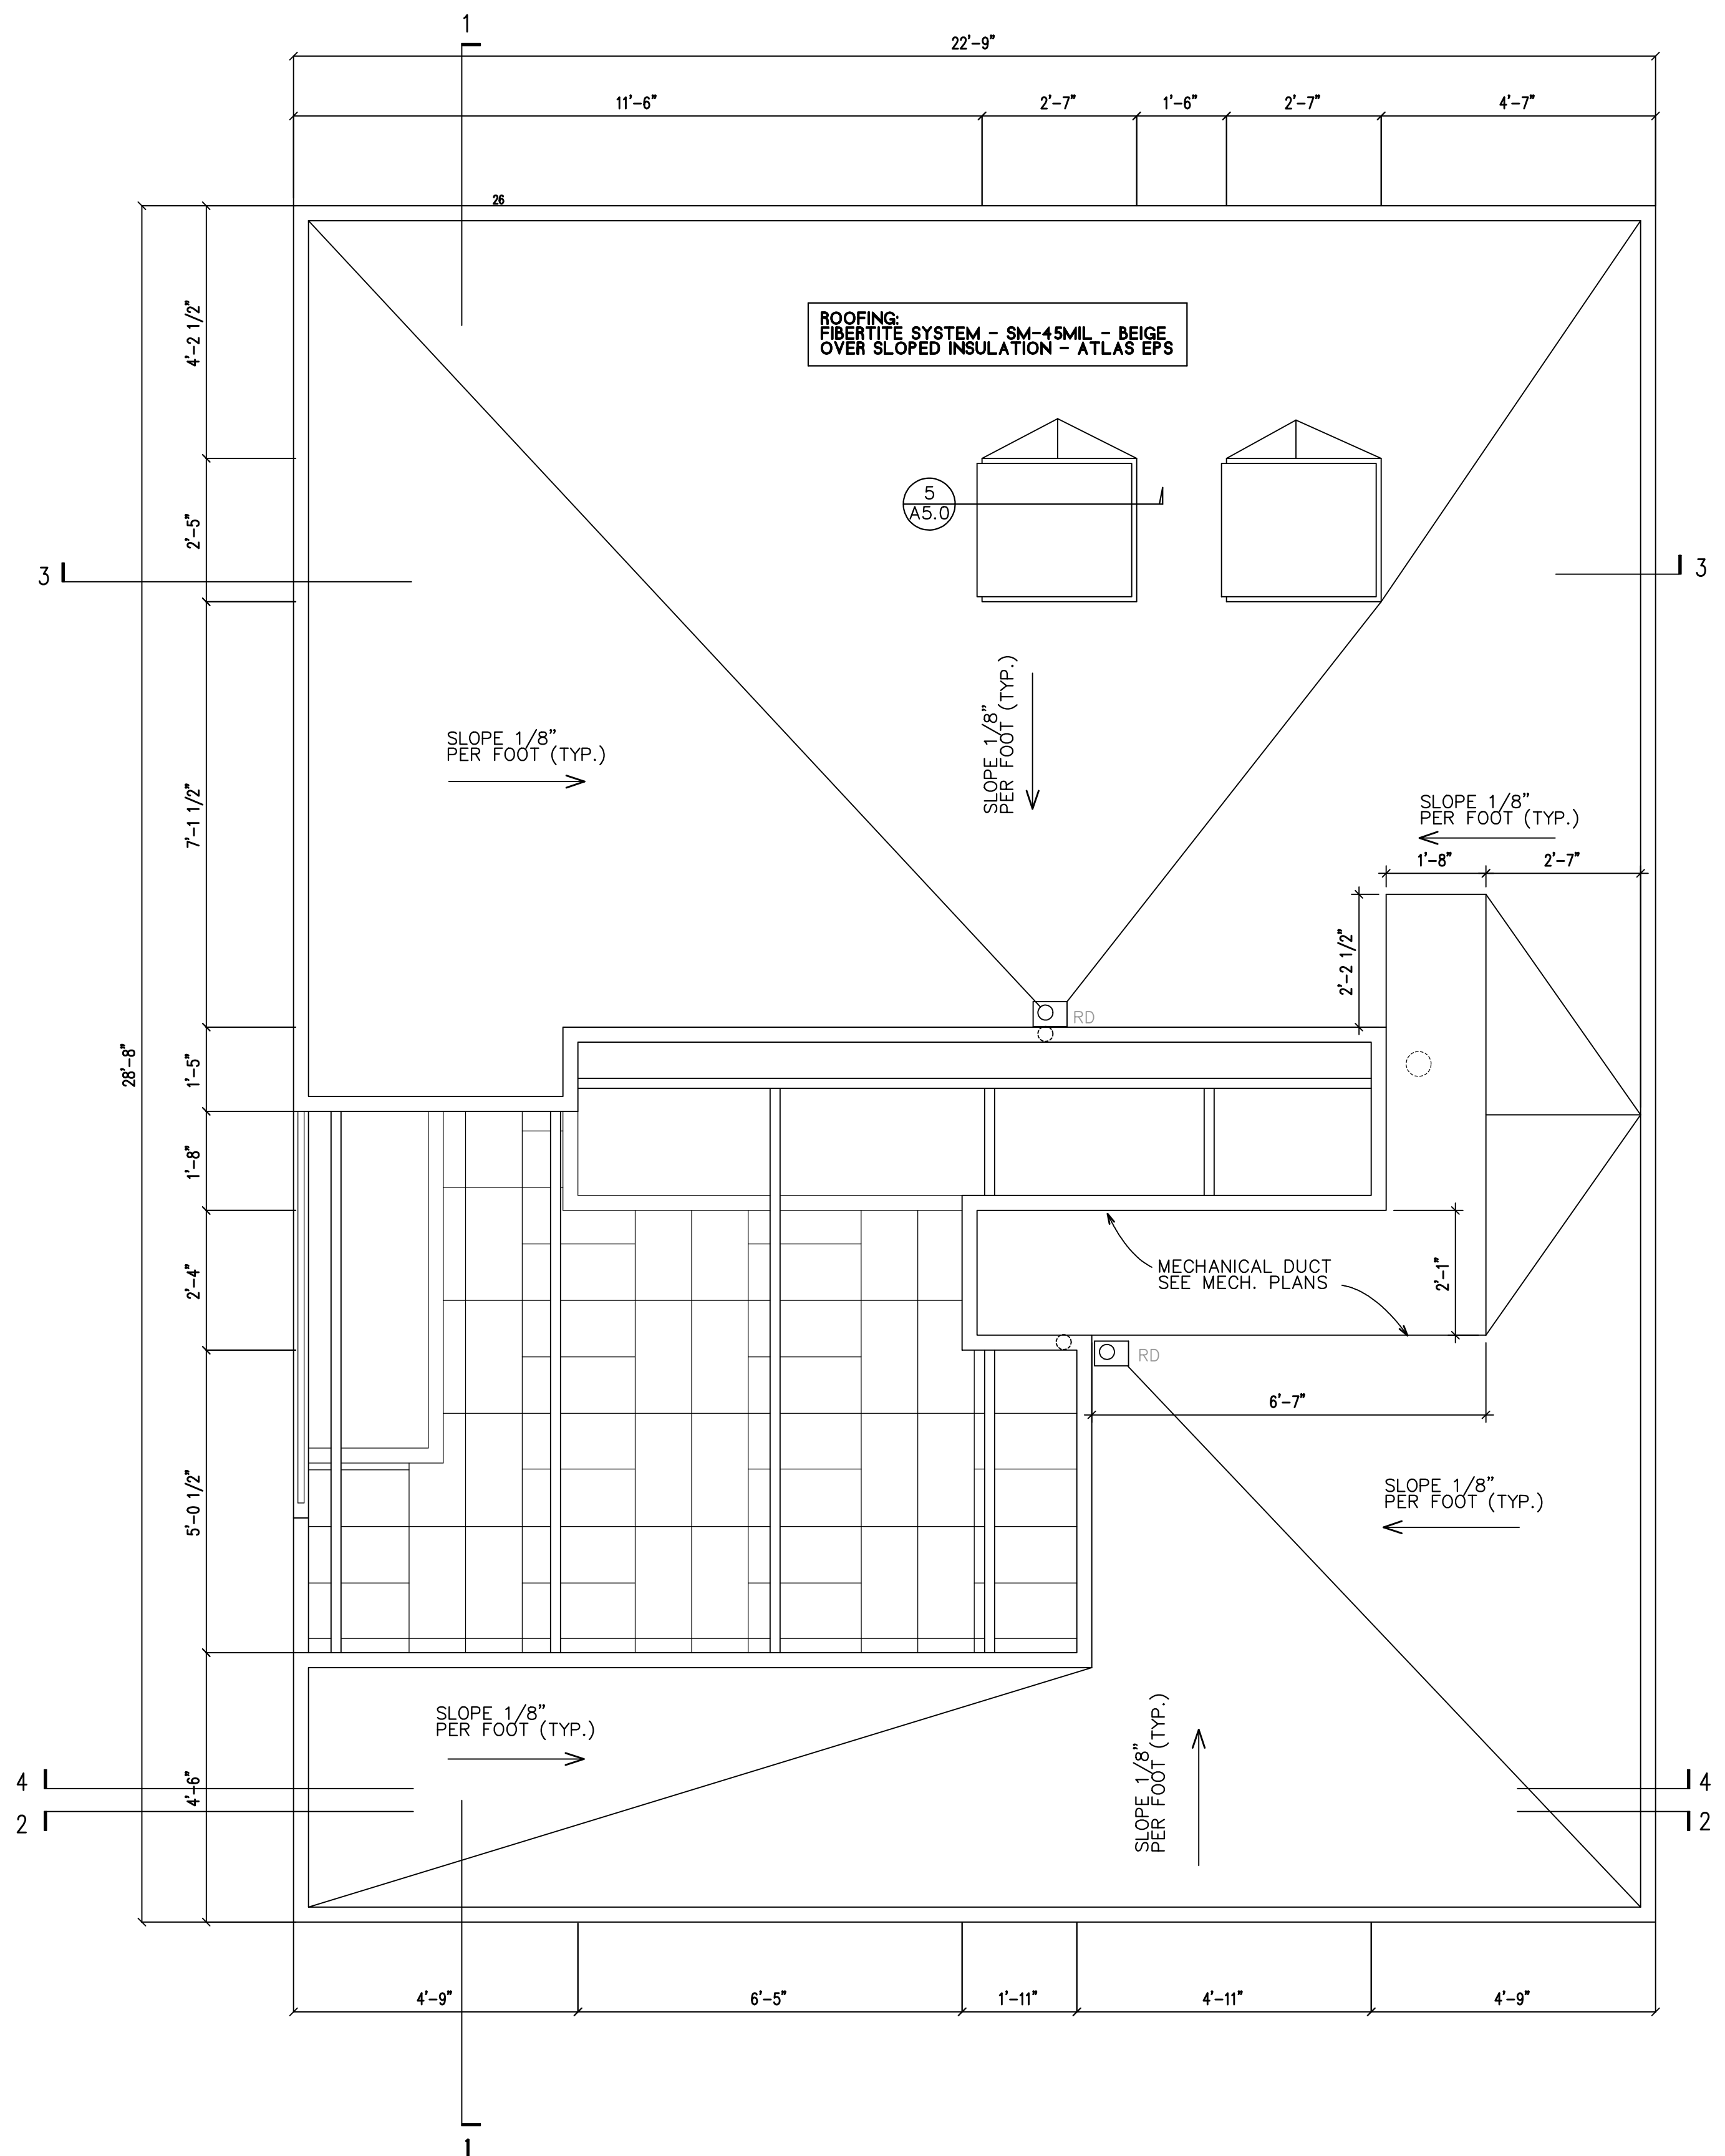 1
22'-9"
11'-6"
2'-7"
1'-6"
2'-7"
4'-7"
26
4'-2 1/2"
ROOFING:
FIBERTITE SYSTEM - SM-45MIL - BEIGE
OVER SLOPED INSULATION - ATLAS EPS
5
A5.0
2'-5"
3
3
SLOPE 1/8"
PER FOOT (TYP.)
SLOPE 1/8"
PER FOOT (TYP.)
7'-1 1/2"
SLOPE 1/8"
PER FOOT (TYP.)
1'-8"
2'-7"
2'-2 1/2"
RD
28'-8"
1'-5"
1'-8"
2'-4"
MECHANICAL DUCT
SEE MECH. PLANS
2'-1"
RD
6'-7"
5'-0 1/2"
SLOPE 1/8"
PER FOOT (TYP.)
SLOPE 1/8"
PER FOOT (TYP.)
SLOPE 1/8"
PER FOOT (TYP.)
4'-6"
4
4
2
2
4'-9"
6'-5"
1'-11"
4'-11"
4'-9"
1